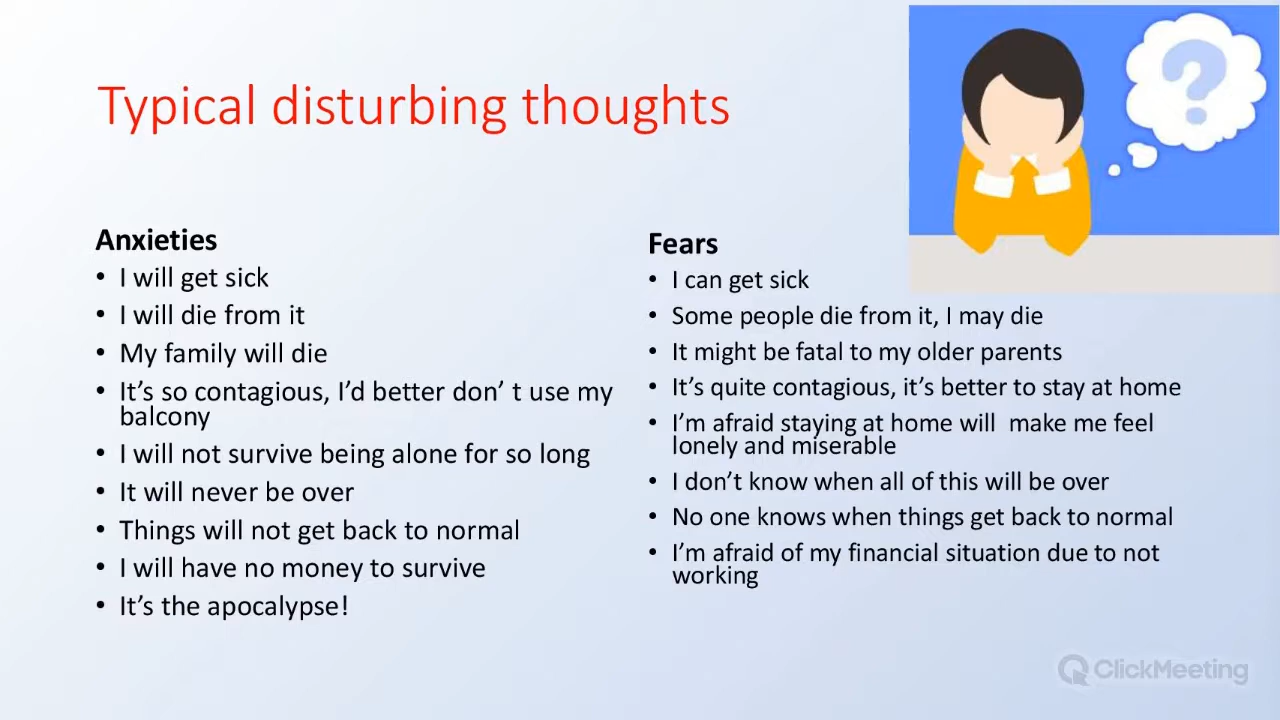 Typical disturbing thoughts
?
Anxieties
• I will get sick
• I will die from it
• My family will die
• It’s so contagious, I’d better don’ t use my
balcony
• I will not survive being alone for so long
• It will never be over
• Things will not get back to normal
• I will have no money to survive
• It’s the apocalypse!
Fears
• I can get sick
• Some people die from it, I may die
• It might be fatal to my older parents
• It’s quite contagious, it’s better to stay at home
• I’m afraid staying at home will  make me feel
lonely and miserable
• I don’t know when all of this will be over
• No one knows when things get back to normal
• I’m afraid of my financial situation due to not
working
ClickMeeting